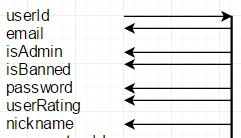 userId
email
isAdmin
isBanned
password
userRating
nickname